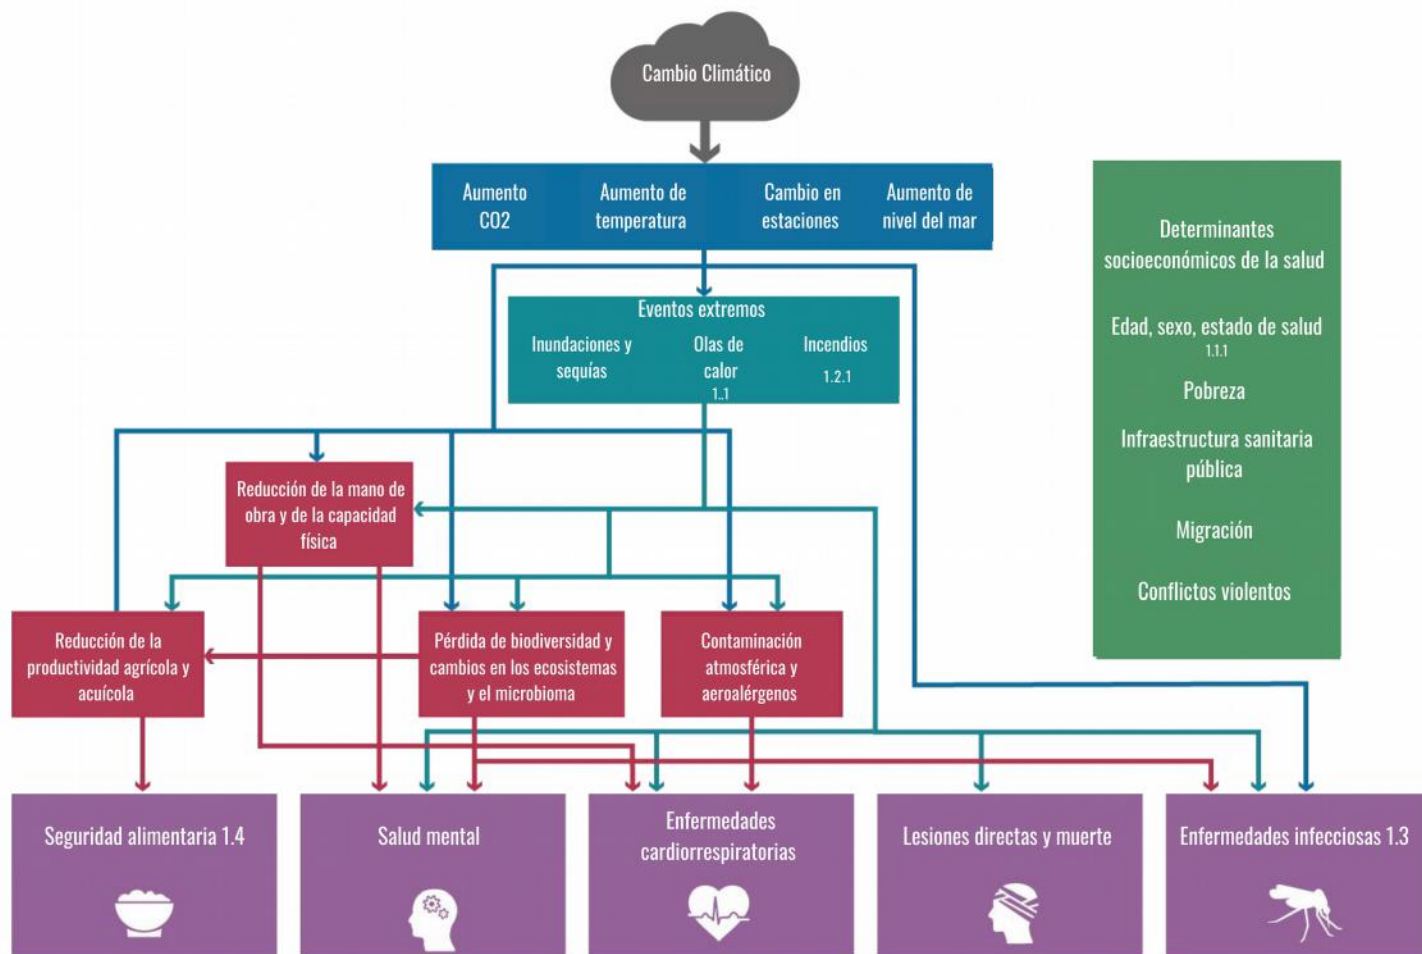 Cambio Climático
Aumento
CO2
Aumento de
temperatura
Cambio en
estaciones
Aumento de
nivel del mar
Eventos extremos
Inundaciones y
sequías
Olas de
calor
1..1
Incendios
1.2.1
Determinantes
socioeconómicos de la salud
Edad, sexo, estado de salud
1.1.1
Pobreza
Infraestructura sanitaria
pública
Migración
Conflictos violentos
Reducción de la mano de
obra y de la capacidad
física
Reducción de la
productividad agrícola y
acuícola
Pérdida de biodiversidad y
cambios en los ecosistemas
y el microbioma
Contaminación
atmosférica y
aeroalérgenos
Seguridad alimentaria 1.4
Salud mental
Enfermedades
cardiorrespiratorias
Lesiones directas y muerte
Enfermedades infecciosas 1.3